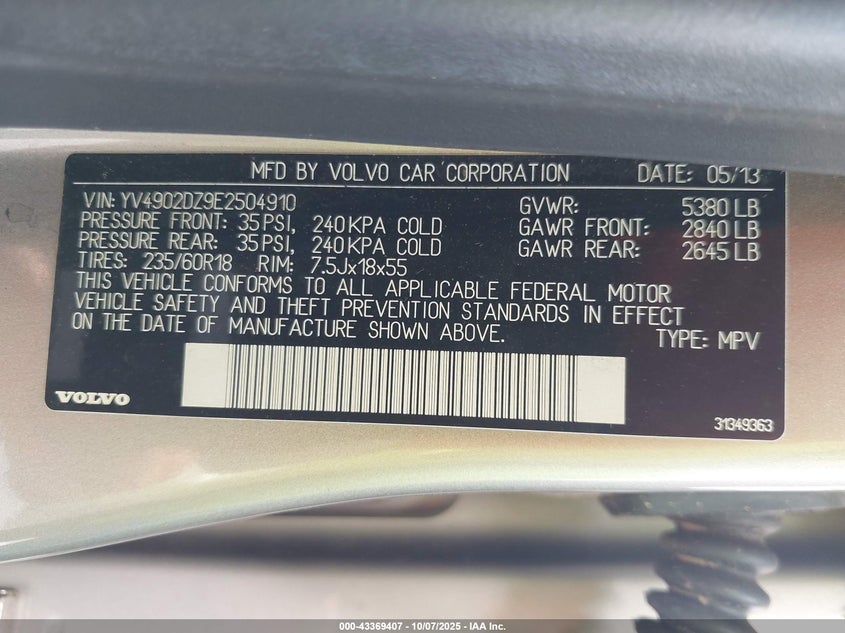 MFD BY VOLVO CAR CORPORATION DATE: 05/13
VIN: YV4902DZ9E2504910 GVWR: 5380 LB
PRESSURE FRONT: 35 PSI, 240 KPA COLD GAWR FRONT: 2840 LB
PRESSURE REAR: 35 PSI, 240 KPA COLD GAWR REAR: 2645 LB
TIRES: 235/60R18 RIM: 7.5Jx18x55
THIS VEHICLE CONFORMS TO ALL APPLICABLE FEDERAL MOTOR
VEHICLE SAFETY AND THEFT PREVENTION STANDARDS IN EFFECT
ON THE DATE OF MANUFACTURE SHOWN ABOVE. TYPE: MPV
VOLVO 31349363
000-43369407 - 10/07/2025 - IAA Inc.